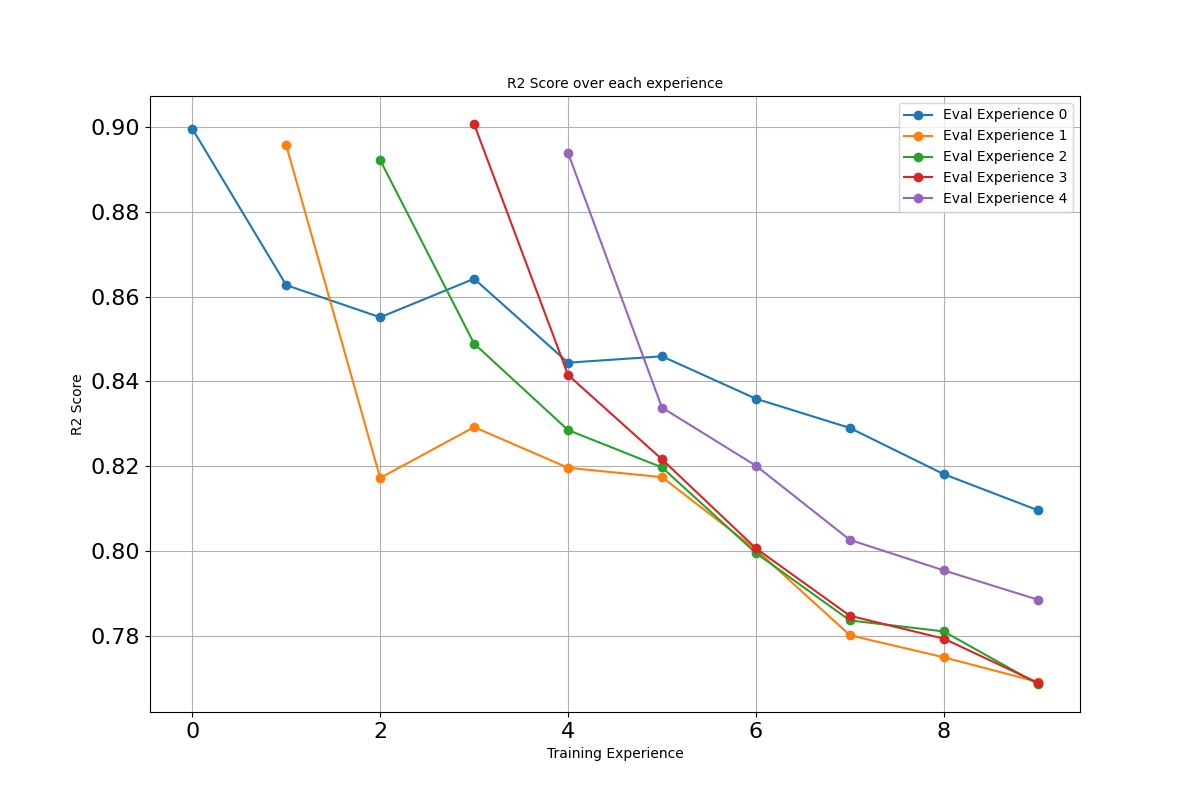 R2 Score over each experience
Eval Experience 0
Eval Experience 1
Eval Experience 2
Eval Experience 3
Eval Experience 4
0.90
0.88
0.86
0.84
0.82
0.80
0.78
R2 Score
0 2 4 6 8
Training Experience